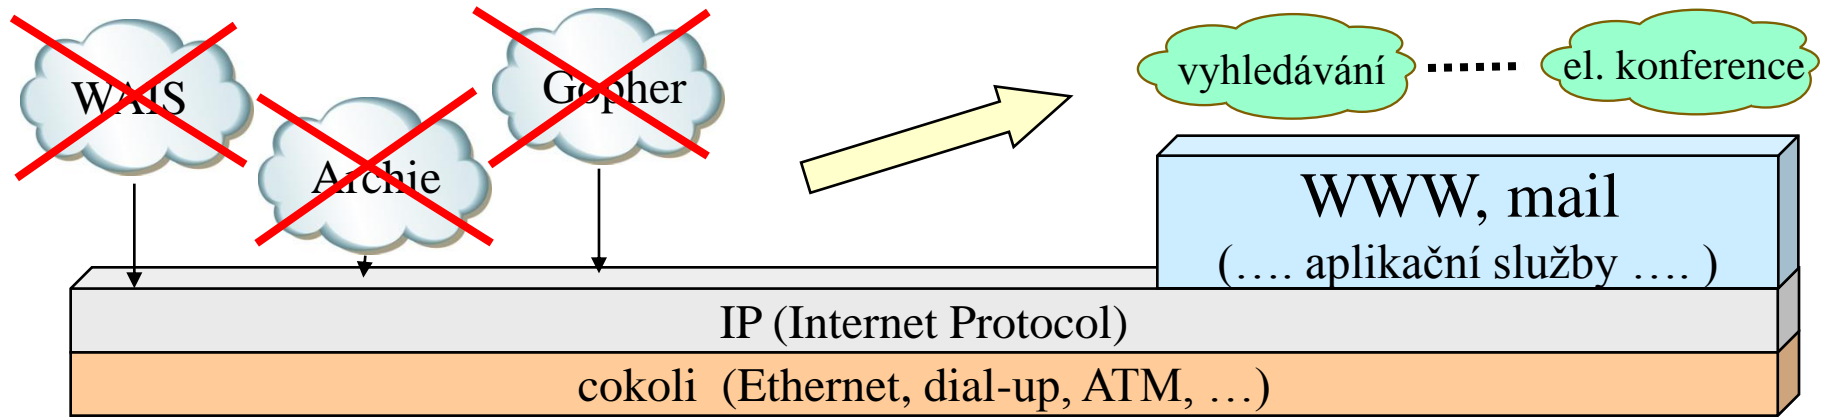 WAIS
Archie
Gopher
vyhledávání
el. konference
WWW, mail
(…. aplikační služby …. )
IP (Internet Protocol)
cokoli (Ethernet, dial-up, ATM, …)